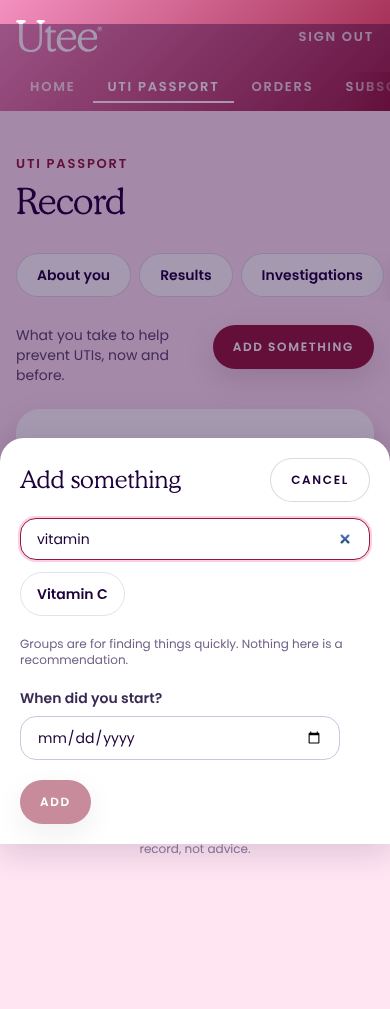 Utee®
SIGN OUT
HOME UTI PASSPORT ORDERS SUBSC
UTI PASSPORT
Record
About you Results Investigations
What you take to help
prevent UTIs, now and
before.
ADD SOMETHING
Add something
CANCEL
vitamin
Vitamin C
Groups are for finding things quickly. Nothing here is a
recommendation.
When did you start?
mm/dd/yyyy
ADD
record, not advice.